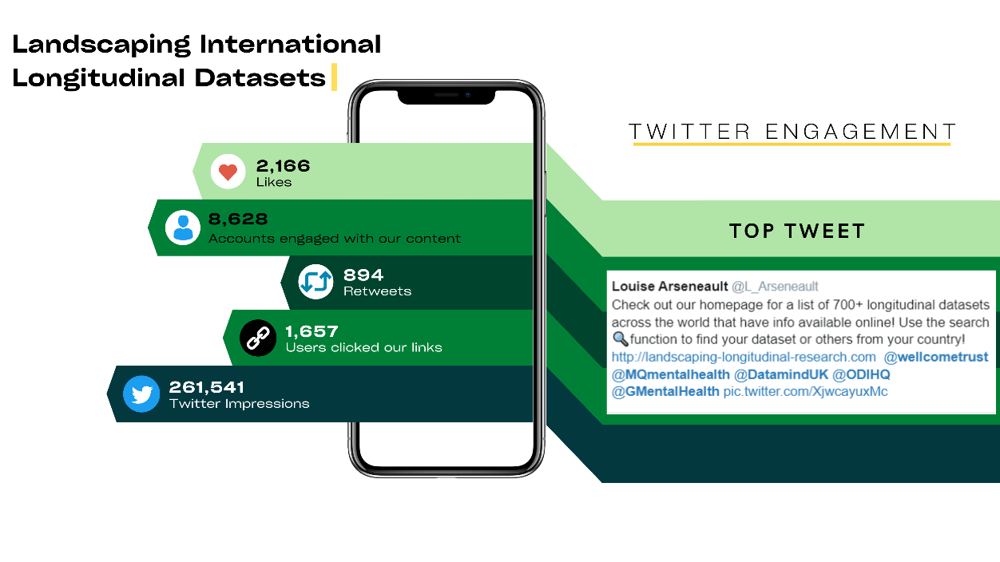 Landscaping International
Longitudinal Datasets
TWITTER ENGAGEMENT
2,166
Likes
8,628
Accounts engaged with our content
894
Retweets
1,657
Users clicked our links
261,541
Twitter Impressions
TOP TWEET
Louise Arseneault @L_Arseneault
Check out our homepage for a list of 700+ longitudinal datasets
across the world that have info available online! Use the search
🔍function to find your dataset or others from your country!
http://landscaping-longitudinal-research.com @wellcometrust
@MQmentalhealth @DatamindUK @ODIHQ
@GMentalHealth pic.twitter.com/XjwcayuxMc